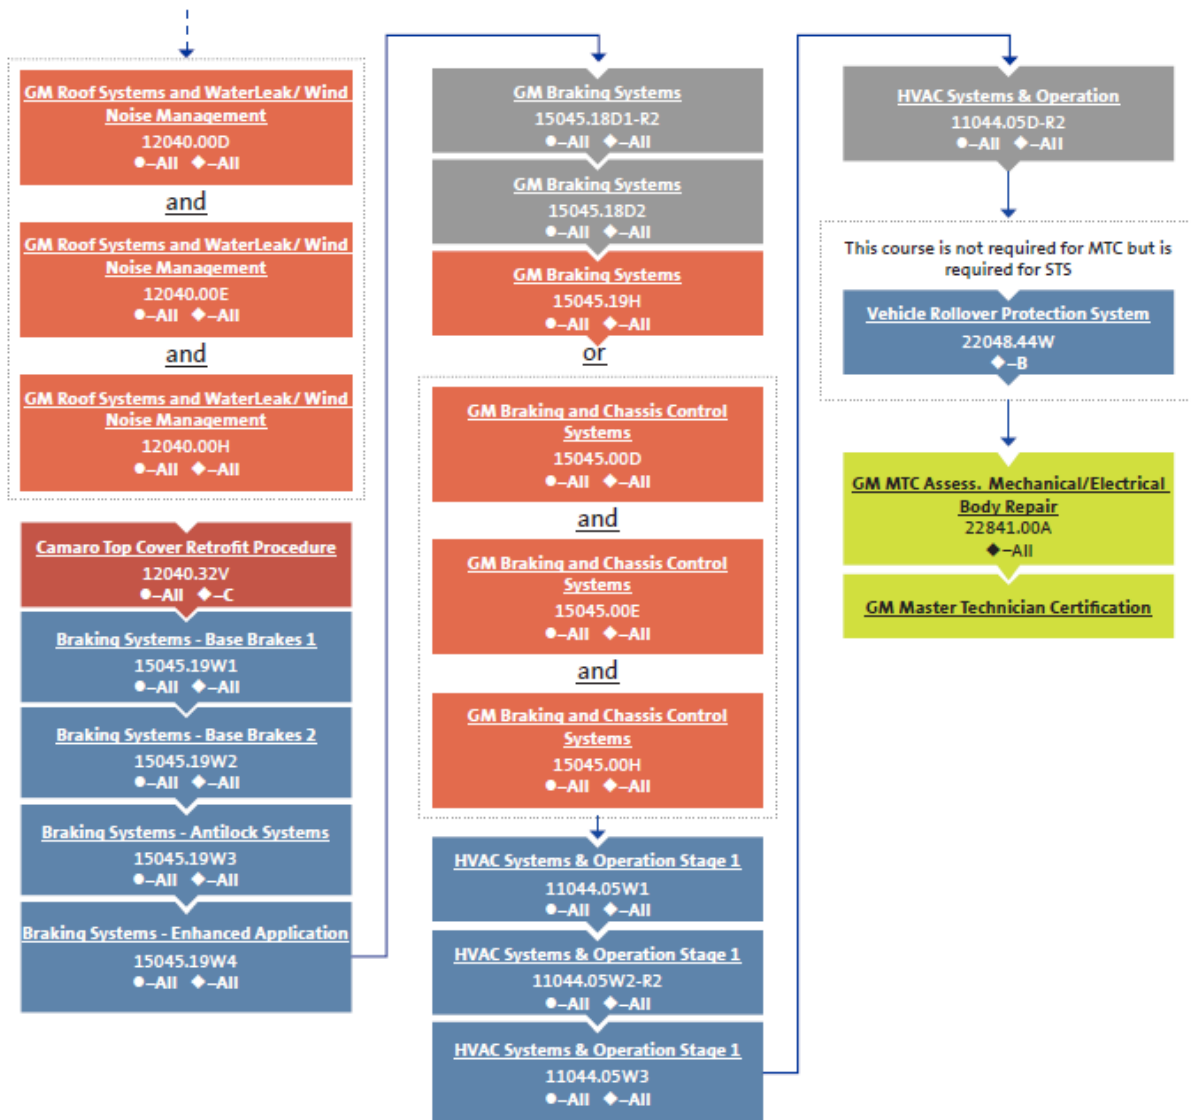 GM Roof Systems and WaterLeak/ Wind
Noise Management
12040.00D
●–All ◆–All
and
GM Roof Systems and WaterLeak/ Wind
Noise Management
12040.00E
●–All ◆–All
and
GM Roof Systems and WaterLeak/ Wind
Noise Management
12040.00H
●–All ◆–All
Camaro Top Cover Retrofit Procedure
12040.32V
●–All ◆–C
Braking Systems - Base Brakes 1
15045.19W1
●–All ◆–All
Braking Systems - Base Brakes 2
15045.19W2
●–All ◆–All
Braking Systems - Antilock Systems
15045.19W3
●–All ◆–All
Braking Systems - Enhanced Application
15045.19W4
●–All ◆–All
GM Braking Systems
15045.18D1-R2
●–All ◆–All
GM Braking Systems
15045.18D2
●–All ◆–All
GM Braking Systems
15045.19H
●–All ◆–All
or
GM Braking and Chassis Control
Systems
15045.00D
●–All ◆–All
and
GM Braking and Chassis Control
Systems
15045.00E
●–All ◆–All
and
GM Braking and Chassis Control
Systems
15045.00H
●–All ◆–All
HVAC Systems & Operation Stage 1
11044.05W1
●–All ◆–All
HVAC Systems & Operation Stage 1
11044.05W2-R2
●–All ◆–All
HVAC Systems & Operation Stage 1
11044.05W3
●–All ◆–All
HVAC Systems & Operation
11044.05D-R2
●–All ◆–All
This course is not required for MTC but is
required for STS
Vehicle Rollover Protection System
22048.44W
◆–B
GM MTC Assess. Mechanical/Electrical
Body Repair
22841.00A
◆–All
GM Master Technician Certification